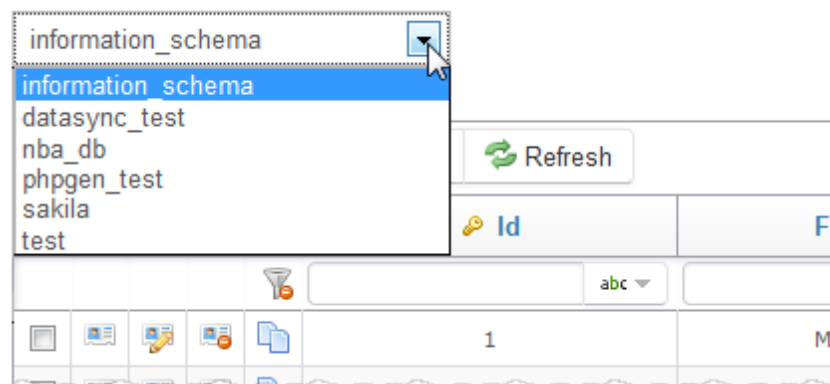 information_schema
information_schema
datasync_test
nba_db
phpgen_test
sakila
test
Refresh
Id
F
abc
1
M